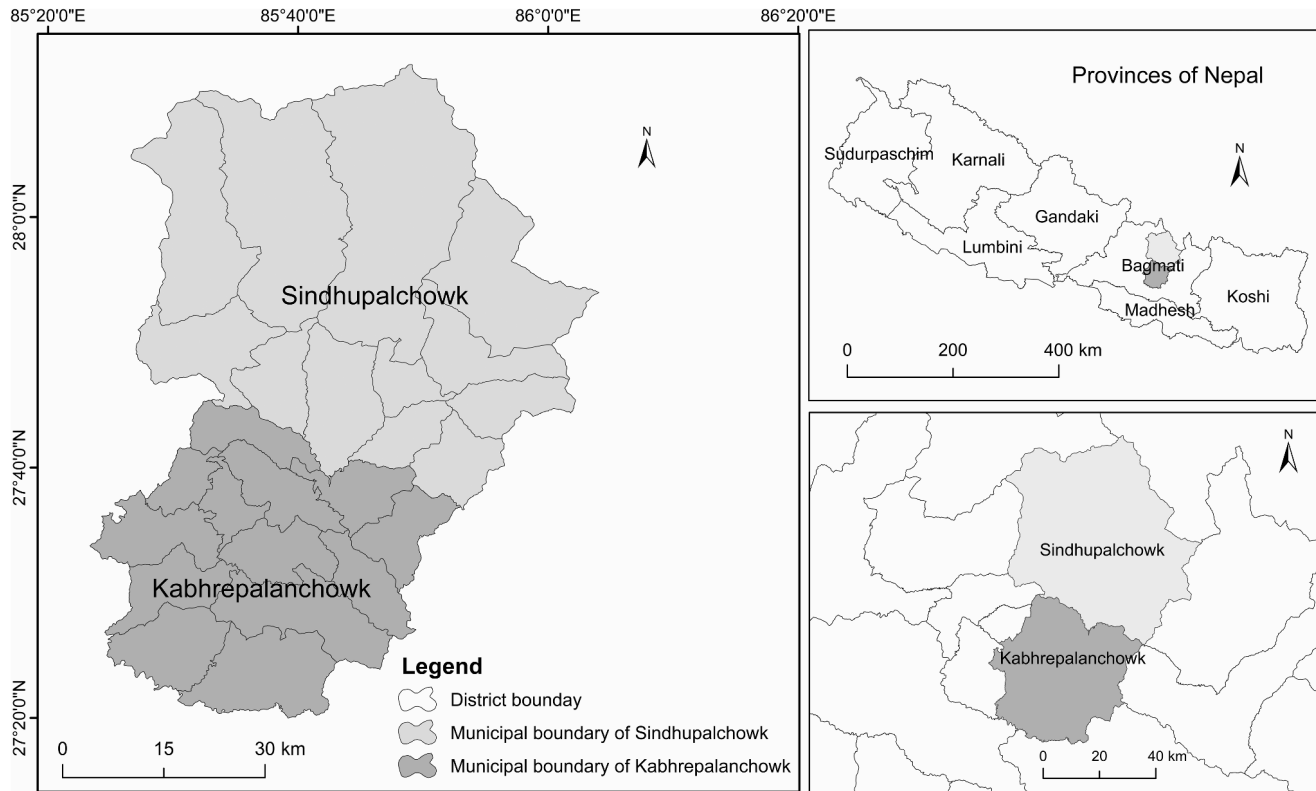 85°20'0"E 85°40'0"E 86°0'0"E 86°20'0"E
28°0'0"N
27°40'0"N
27°20'0"N
N
Sindhupalchowk
Kabhrepalanchowk
Legend
District bounday
Municipal boundary of Sindhupalchowk
Municipal boundary of Kabhrepalanchowk
0 15 30 km
Provinces of Nepal
N
Sudurpaschim
Karnali
Gandaki
Lumbini
Bagmati
Koshi
Madhesh
0 200 400 km
N
Sindhupalchowk
Kabhrepalanchowk
0 20 40 km